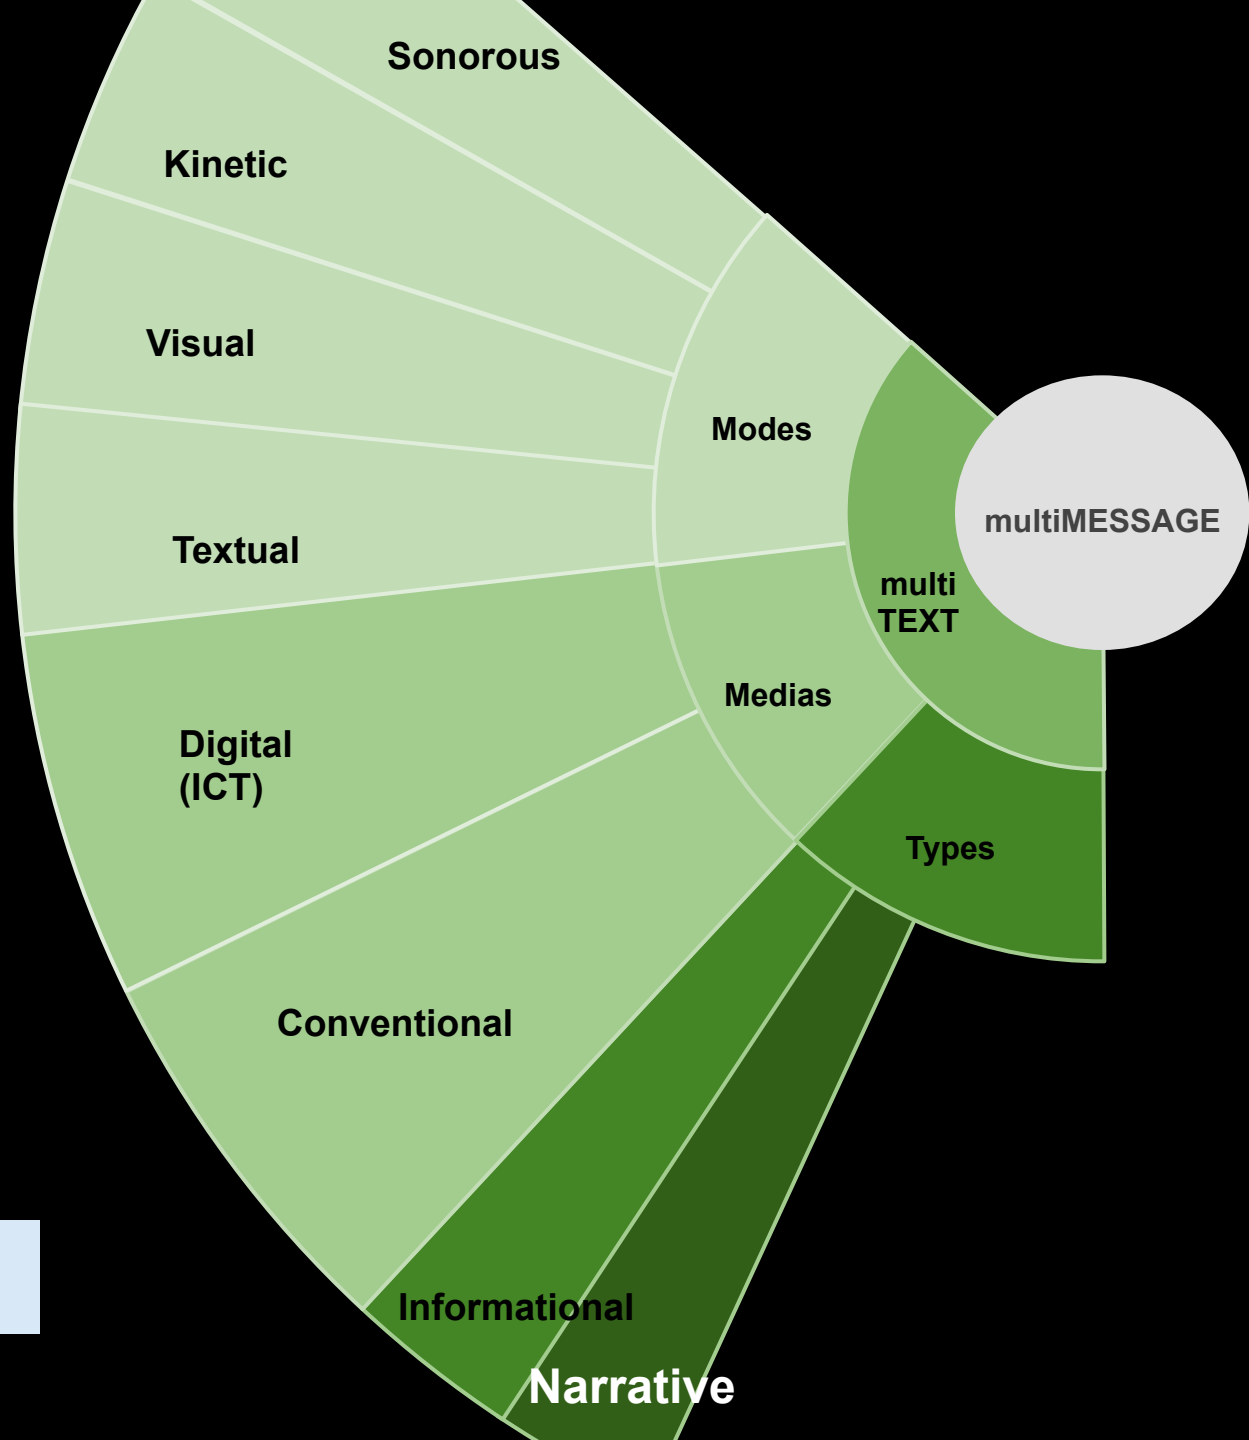 Sonorous
Kinetic
Visual
Modes
multiMESSAGE
Textual
multi
TEXT
Medias
Digital
(ICT)
Types
Conventional
Informational
Narrative